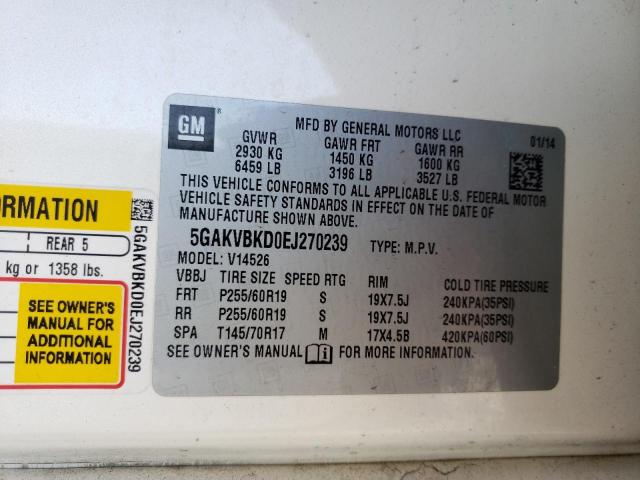 GM
MFD BY GENERAL MOTORS LLC
01/14
GVWR GAWR FRT GAWR RR
2930 KG 1450 KG 1600 KG
6459 LB 3196 LB 3527 LB
THIS VEHICLE CONFORMS TO ALL APPLICABLE U.S. FEDERAL MOTOR
VEHICLE SAFETY STANDARDS IN EFFECT ON THE DATE OF
MANUFACTURE SHOWN ABOVE.
5GAKVBKD0EJ270239 TYPE: M.P.V.
MODEL: V14526
VBBJ TIRE SIZE SPEED RTG RIM COLD TIRE PRESSURE
FRT P255/60R19 S 19X7.5J 240KPA(35PSI)
RR P255/60R19 S 19X7.5J 240KPA(35PSI)
SPA T145/70R17 M 17X4.5B 420KPA(60PSI)
SEE OWNER'S MANUAL FOR MORE INFORMATION.
REAR 5
kg or 1358 lbs.
SEE OWNER'S
MANUAL FOR
ADDITIONAL
INFORMATION
5GAKVBKD0EJ270239